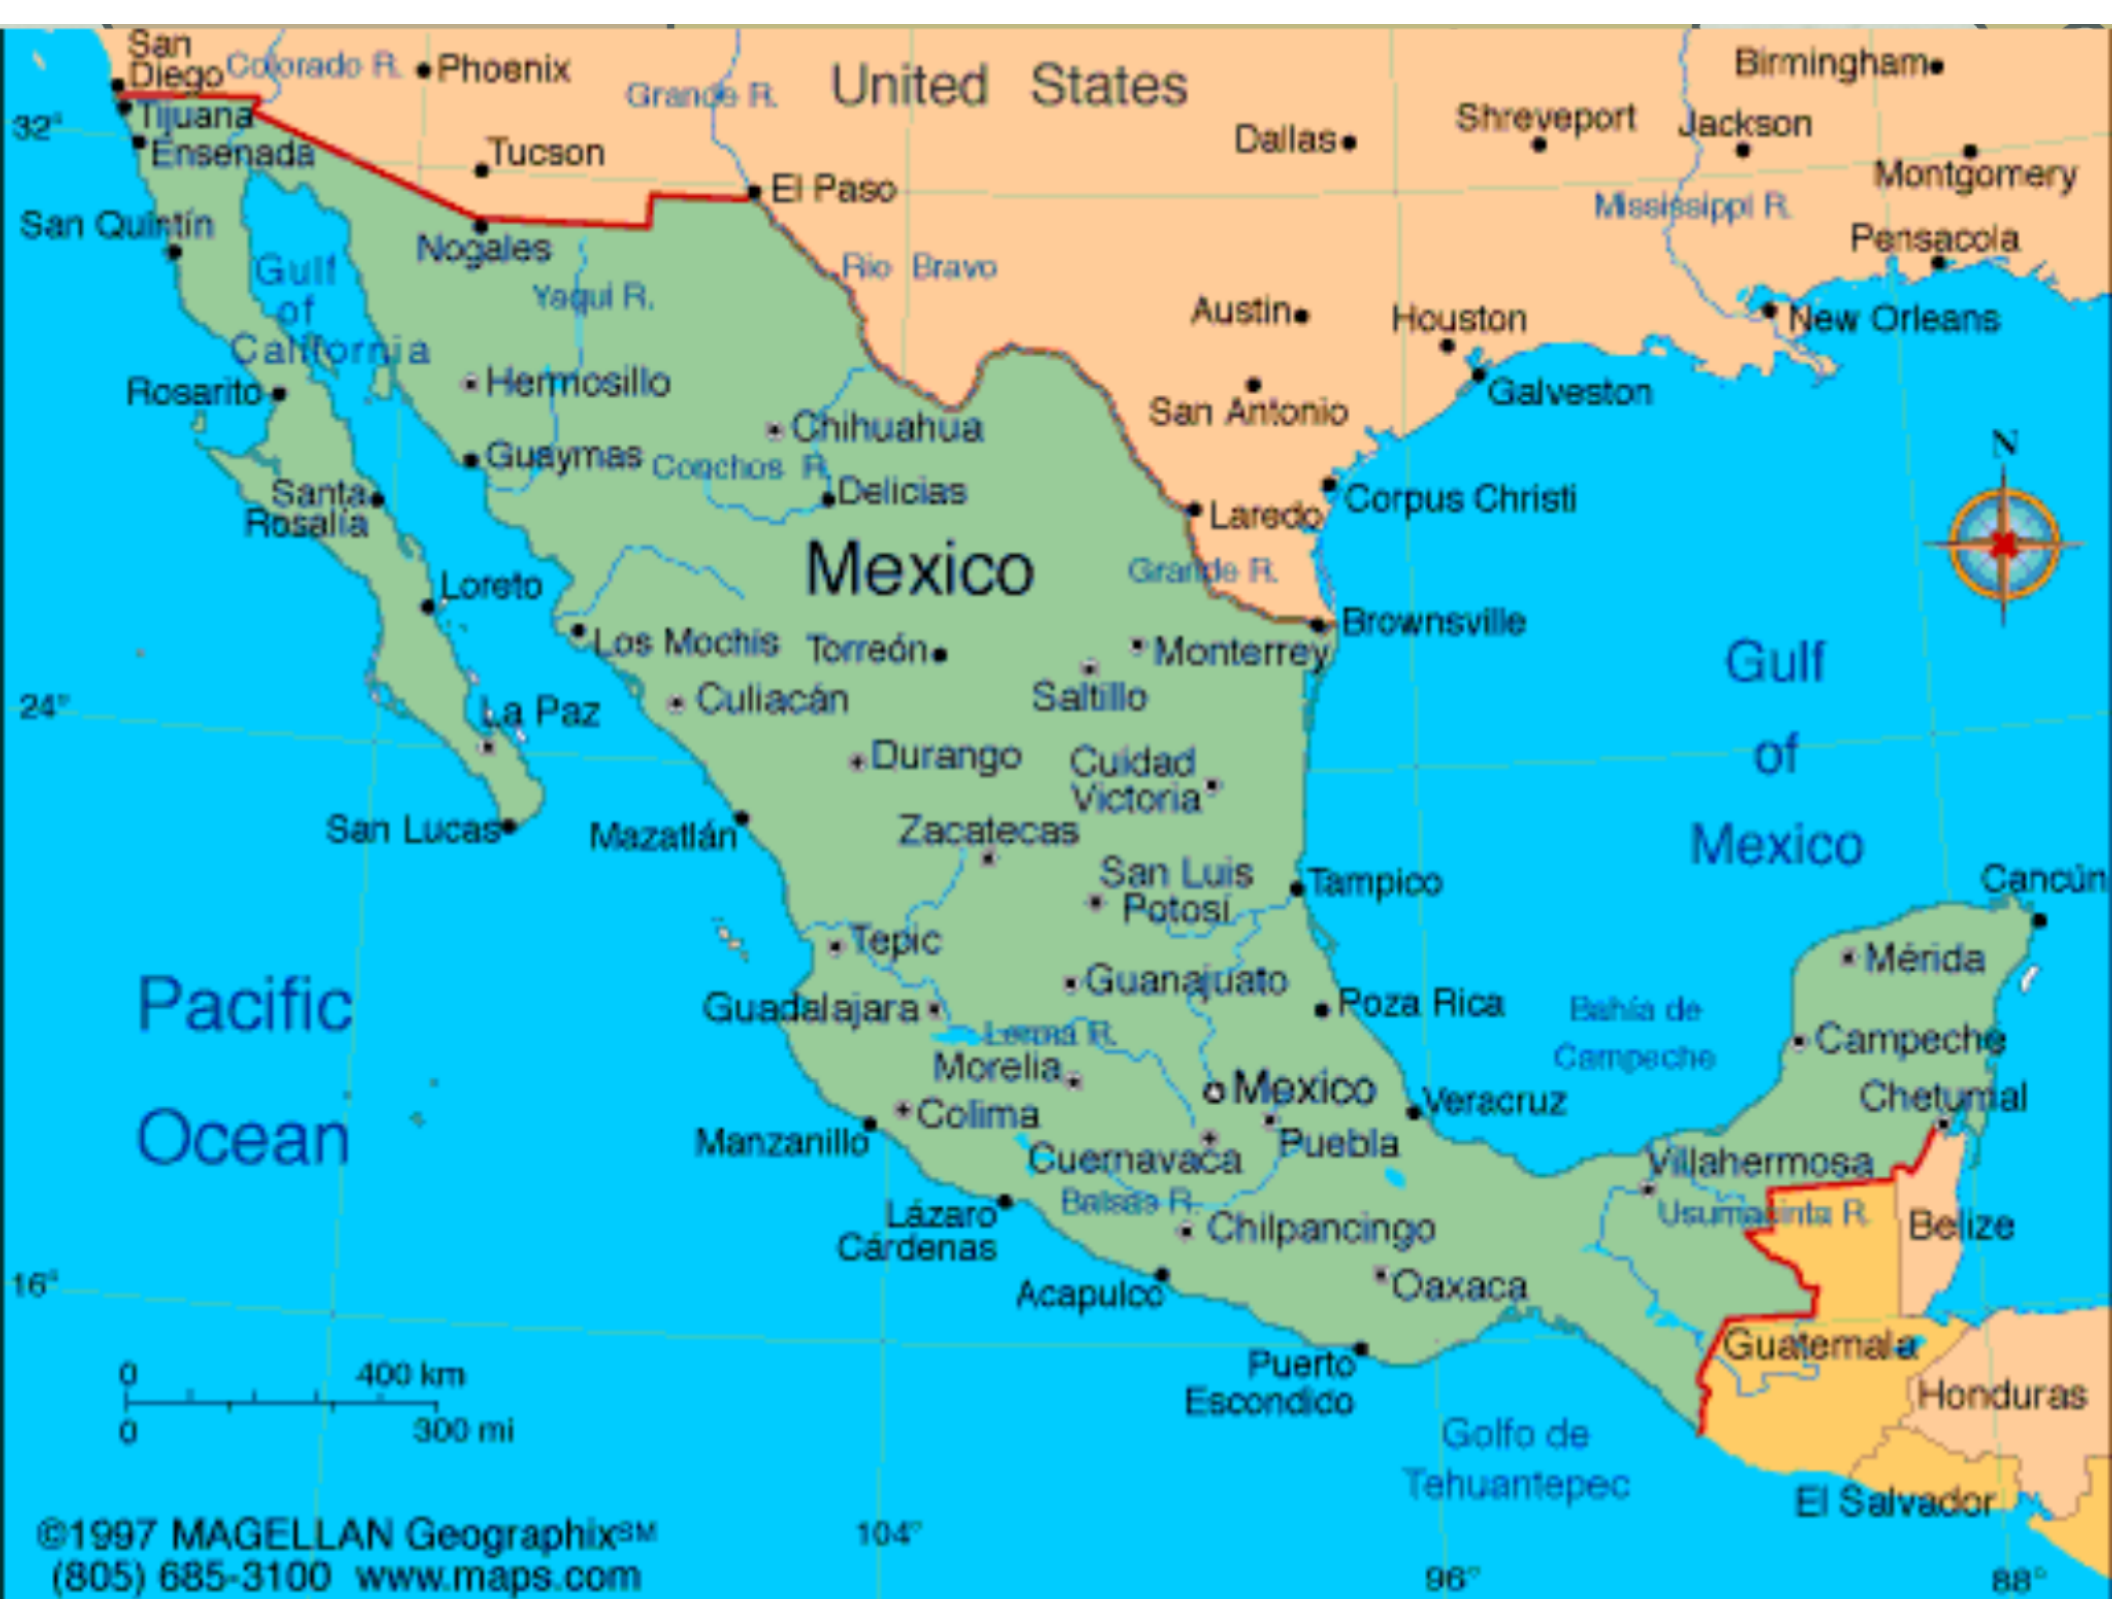 San
Diego
Colorado R.
Phoenix
Grande R.
United States
Birmingham
Tijuana
32°
Ensenada
Tucson
Dallas
Shreveport
Jackson
Montgomery
El Paso
Mississippi R.
San Quintín
Nogales
Pensacola
Gulf
of
California
Yaqui R.
Rio Bravo
Austin
Houston
New Orleans
Rosarito
Hermosillo
Galveston
San Antonio
Chihuahua
N
Guaymas
Conchos R.
Delicias
Santa
Rosalía
Laredo
Corpus Christi
Mexico
Grande R.
Loreto
Brownsville
Los Mochis
Torreón
Monterrey
Gulf
of
Mexico
24°
La Paz
Culiacán
Saltillo
Durango
Cuidad
Victoria
San Lucas
Mazatlán
Zacatecas
San Luis
Potosí
Tampico
Cancún
Tepic
Mérida
Pacific
Ocean
Guanajuato
Guadalajara
Poza Rica
Bahía de
Campeche
Lerma R.
Campeche
Morelia
Mexico
Veracruz
Chetumal
Colima
Manzanillo
Puebla
Cuernavaca
Villahermosa
Balsas R.
Usumacinta R.
Lázaro
Cárdenas
Chilpancingo
Belize
16°
Acapulco
Oaxaca
Guatemala
Puerto
Escondido
0 400 km
0 300 mi
Honduras
Golfo de
Tehuantepec
El Salvador
©1997 MAGELLAN Geographix℠
(805) 685-3100 www.maps.com
104°
96°
88°